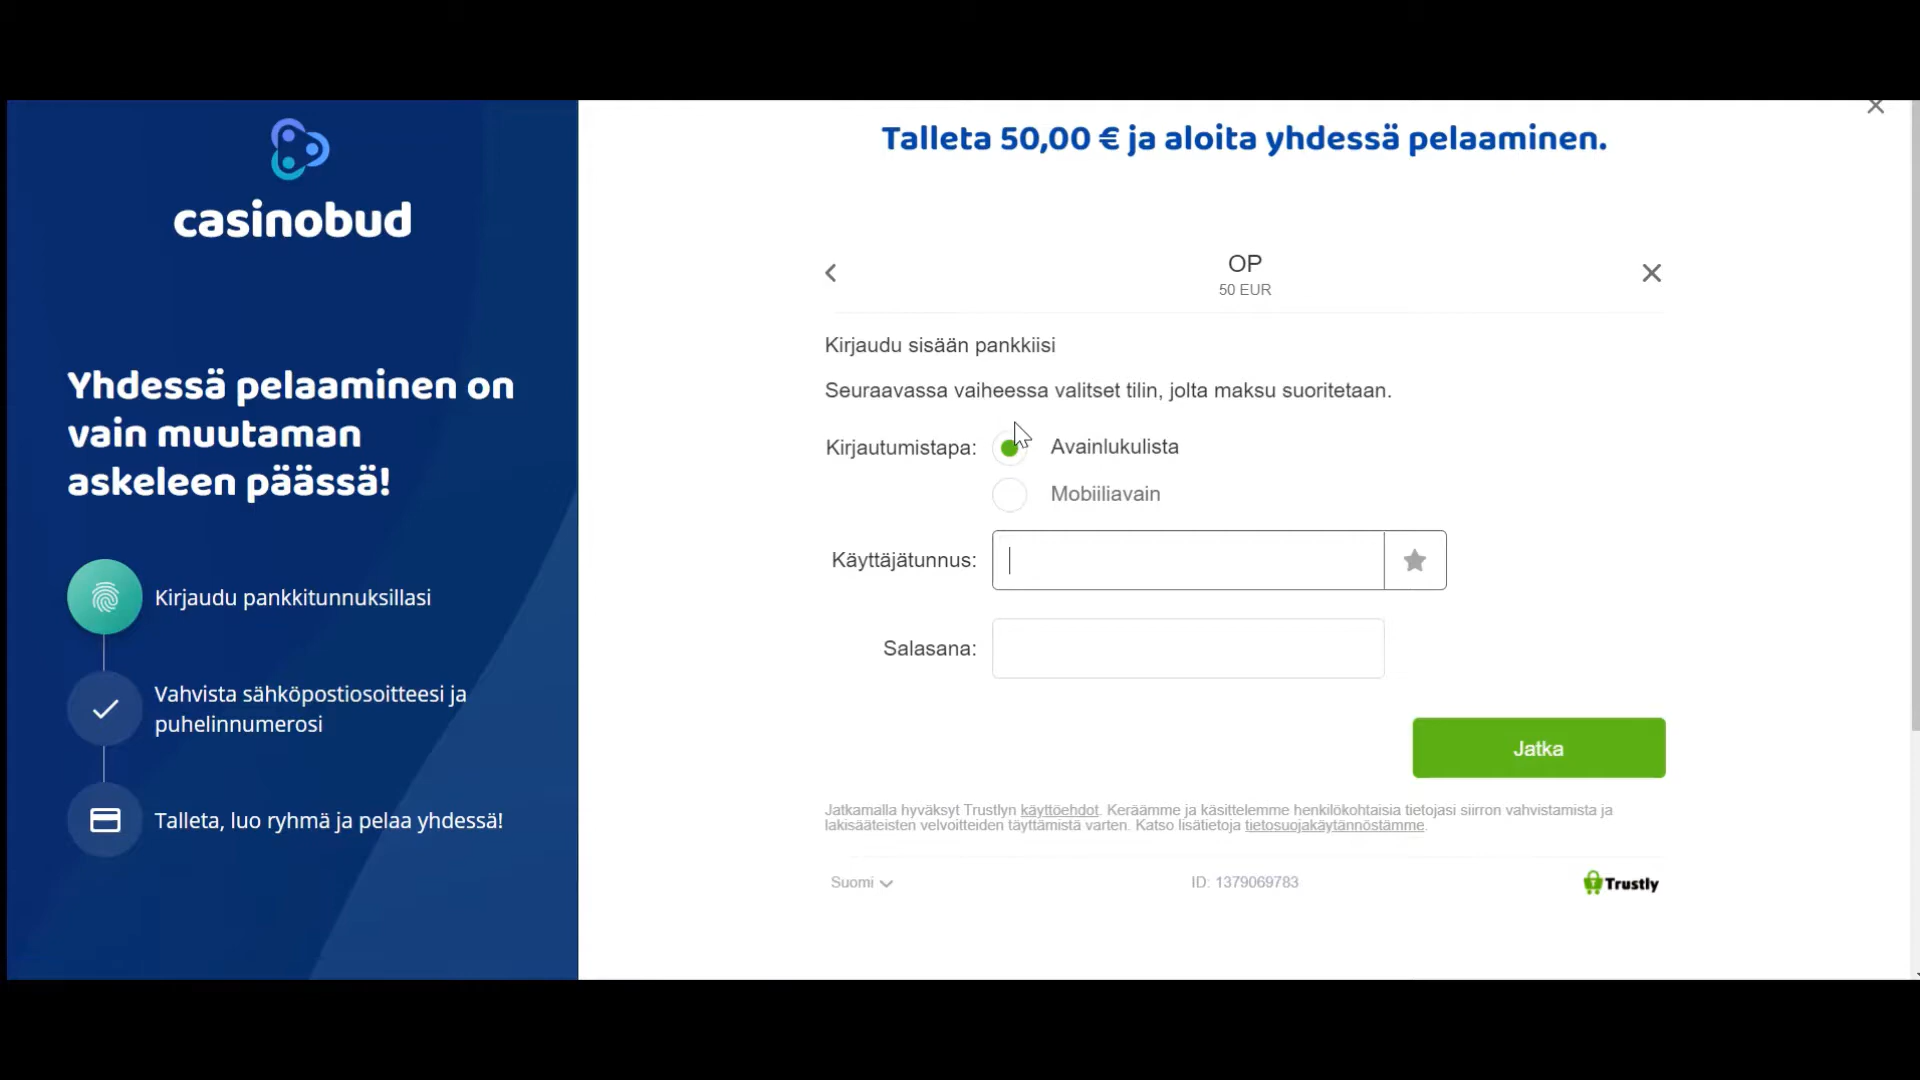 casinobud
Yhdessä pelaaminen on
vain muutaman
askeleen päässä!
Kirjaudu pankkitunnuksillasi
Vahvista sähköpostiosoitteesi ja
puhelinnumerosi
Talleta, luo ryhmä ja pelaa yhdessä!
Talleta 50,00 € ja aloita yhdessä pelaaminen.
OP
50 EUR
Kirjaudu sisään pankkiisi
Seuraavassa vaiheessa valitset tilin, jolta maksu suoritetaan.
Kirjautumistapa: Avainlukulista
Mobiiliavain
Käyttäjätunnus:
Salasana:
Jatka
Jatkamalla hyväksyt Trustlyn käyttöehdot. Keräämme ja käsittelemme henkilökohtaisia tietojasi siirron vahvistamista ja
lakisääteisten velvoitteiden täyttämistä varten. Katso lisätietoja tietosuojakäytännöstämme.
Suomi ID: 1379069783 Trustly